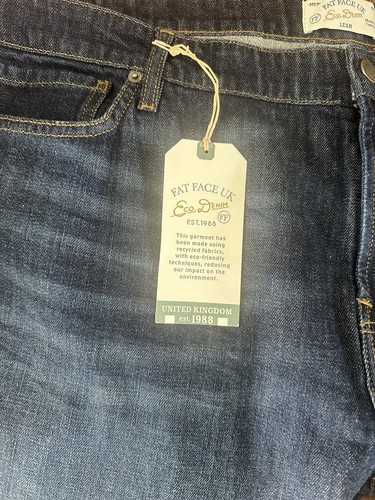 FAT FACE UK
FF Eco Denim
LEAN
FAT FACE UK
Eco Denim
FF
EST. 1988
This garment has
been made using
recycled fabrics,
with eco-friendly
techniques, reducing
our impact on the
environment.
UNITED KINGDOM
est. 1988